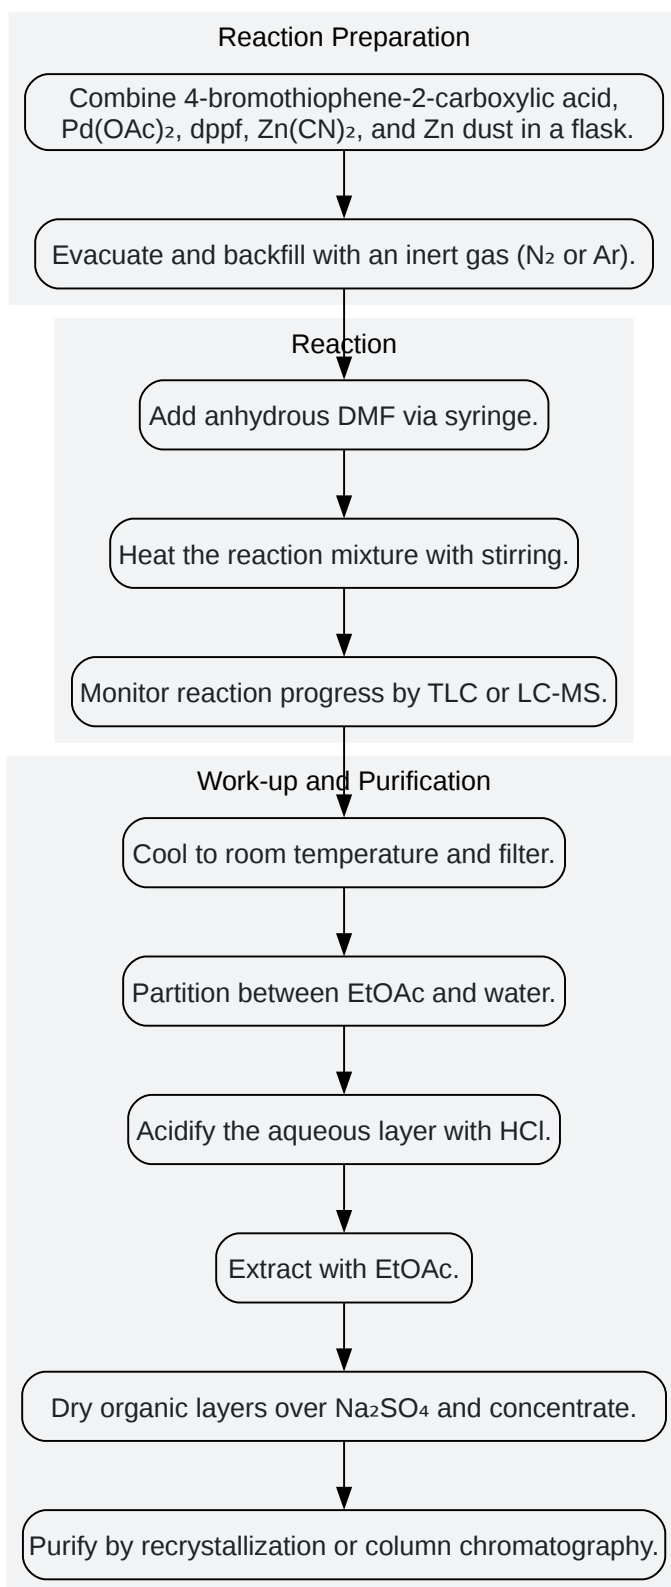 Reaction Preparation
Combine 4-bromothiophene-2-carboxylic acid,
Pd(OAc)₂, dppf, Zn(CN)₂, and Zn dust in a flask.
Evacuate and backfill with an inert gas (N₂ or Ar).
Reaction
Add anhydrous DMF via syringe.
Heat the reaction mixture with stirring.
Monitor reaction progress by TLC or LC-MS.
Work-up and Purification
Cool to room temperature and filter.
Partition between EtOAc and water.
Acidify the aqueous layer with HCl.
Extract with EtOAc.
Dry organic layers over Na₂SO₄ and concentrate.
Purify by recrystallization or column chromatography.